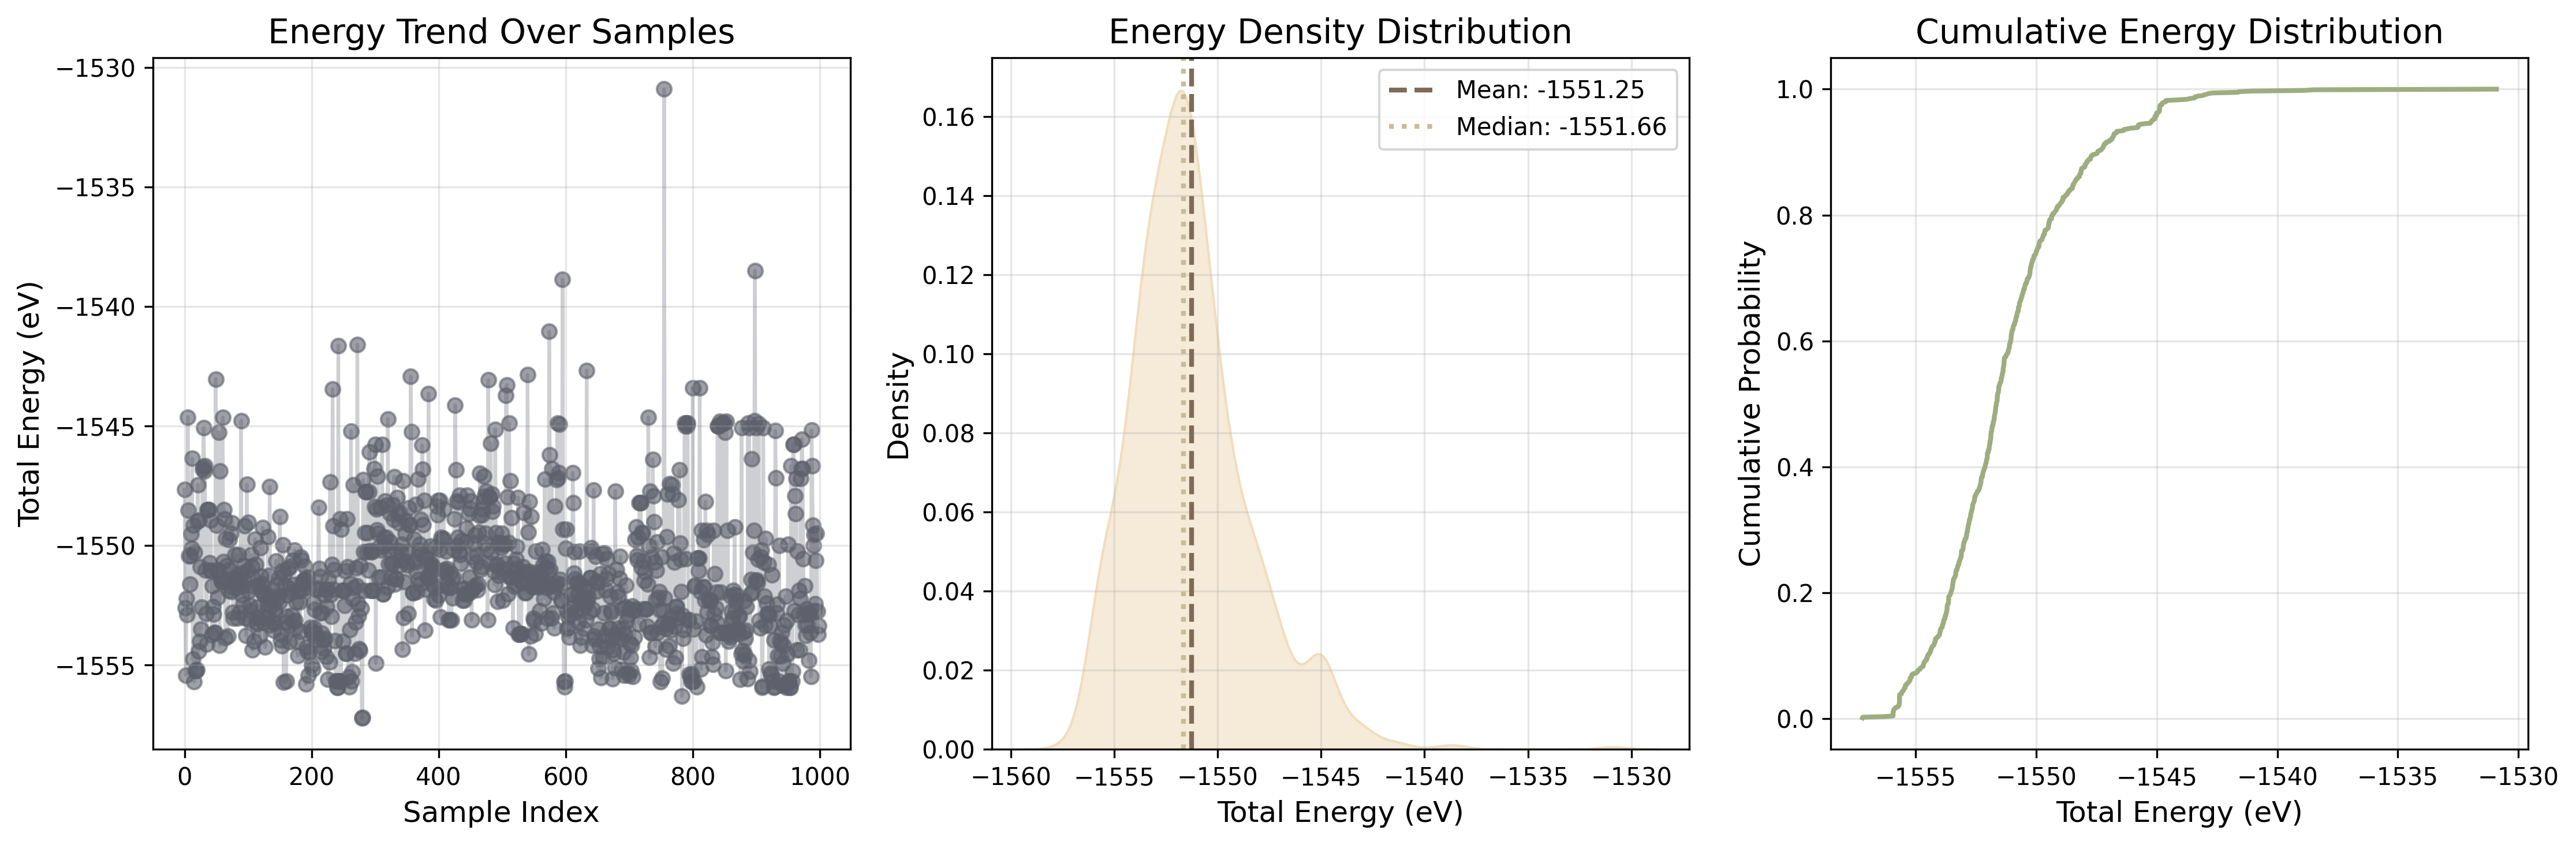 Energy Trend Over Samples
Total Energy (eV)
−1530
−1535
−1540
−1545
−1550
−1555
0 200 400 600 800 1000
Sample Index
Energy Density Distribution
Mean: -1551.25
Median: -1551.66
Density
0.16
0.14
0.12
0.10
0.08
0.06
0.04
0.02
0.00
−1560 −1555 −1550 −1545 −1540 −1535 −1530
Total Energy (eV)
Cumulative Energy Distribution
Cumulative Probability
1.0
0.8
0.6
0.4
0.2
0.0
−1555 −1550 −1545 −1540 −1535 −1530
Total Energy (eV)